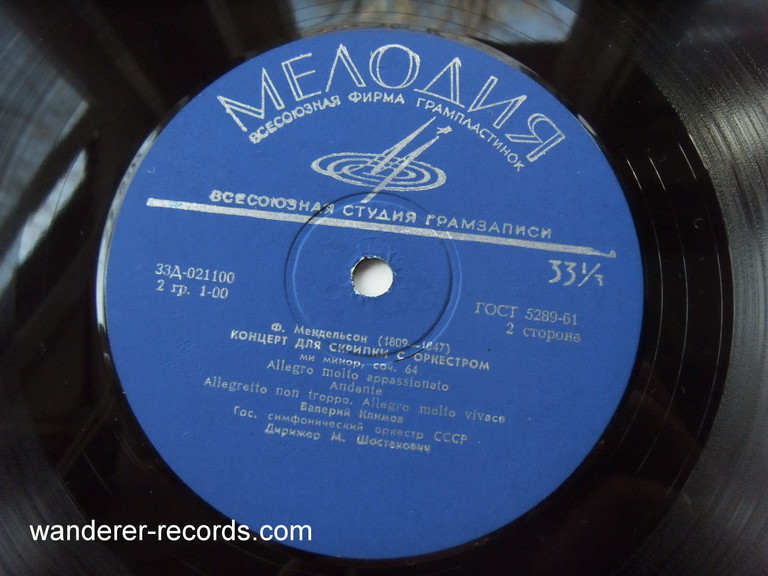 МЕЛОДИЯ
ВСЕСОЮЗНАЯ ФИРМА ГРАМПЛАСТИНОК
ВСЕСОЮЗНАЯ СТУДИЯ ГРАМЗАПИСИ
33⅓
33Д-021100
2 гр. 1-00
ГОСТ 5289-61
2 сторона
Ф. Мендельсон (1809—1847)
КОНЦЕРТ ДЛЯ СКРИПКИ С ОРКЕСТРОМ
ми минор, соч. 64
Allegro molto appassionato
Andante
Allegretto non troppo. Allegro molto vivace
Валерий Климов
Гос. симфонический оркестр СССР
Дирижер М. Шостакович
wanderer-records.com